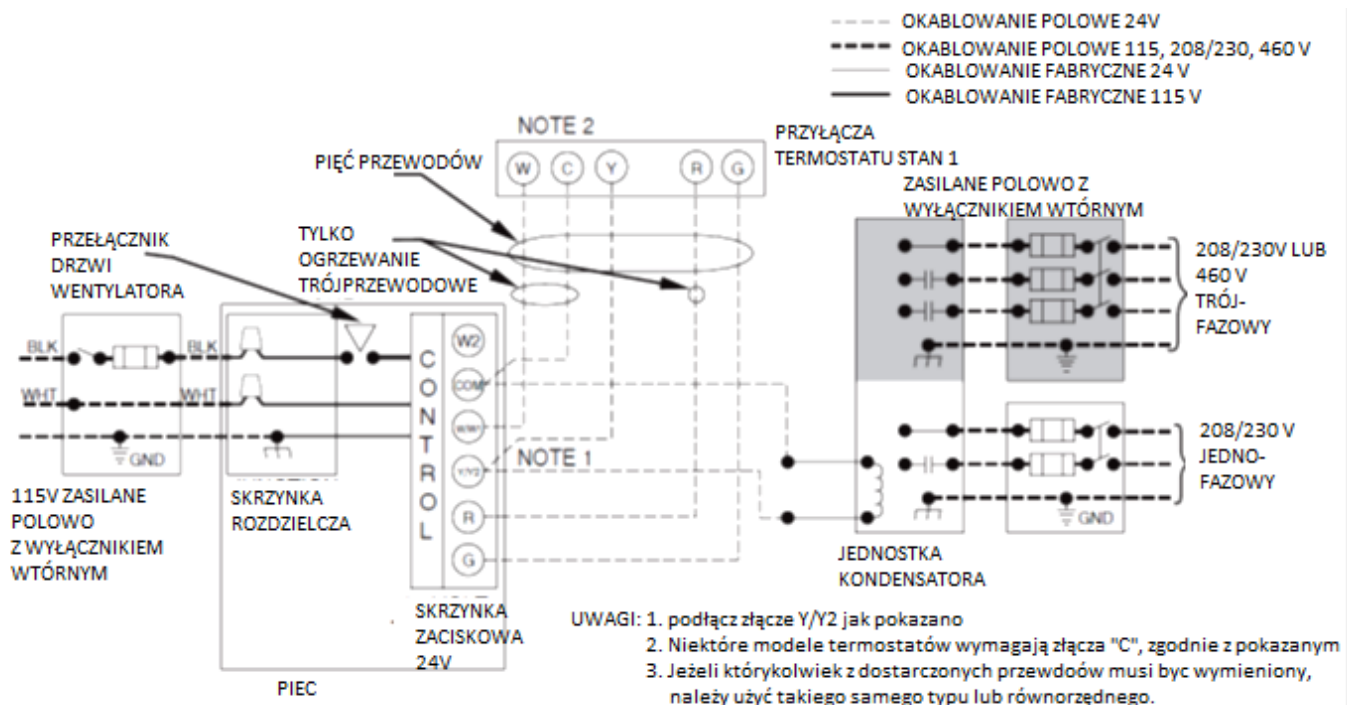 OKABLOWANIE POLOWE 24V
OKABLOWANIE POLOWE 115, 208/230, 460 V
OKABLOWANIE FABRYCZNE 24 V
OKABLOWANIE FABRYCZNE 115 V
NOTE 2
W
C
Y
R
G
PRZYŁĄCZA
TERMOSTATU STAN 1
PIĘĆ PRZEWODÓW
ZASILANE POLOWO Z
WYŁĄCZNIKIEM WTÓRNYM
PRZEŁĄCZNIK
DRZWI
WENTYLATORA
TYLKO
OGRZEWANIE
TRÓJPRZEWODOWE
208/230V LUB
460 V
TRÓJ-
FAZOWY
BLK
BLK
WHT
WHT
GND
CONTROL
W2
COM
W/W1
Y/Y2
R
G
NOTE 1
208/230 V
JEDNO-
FAZOWY
GND
115V ZASILANE
POLOWO
Z WYŁĄCZNIKIEM
WTÓRNYM
SKRZYNKA
ROZDZIELCZA
JEDNOSTKA
KONDENSATORA
SKRZYNKA
ZACISKOWA
24V
PIEC
UWAGI: 1. podłącz złącze Y/Y2 jak pokazano
2. Niektóre modele termostatów wymagają złącza "C", zgodnie z pokazanym
3. Jeżeli którykolwiek z dostarczonych przewdoów musi byc wymieniony,
należy użyć takiego samego typu lub równorzędnego.